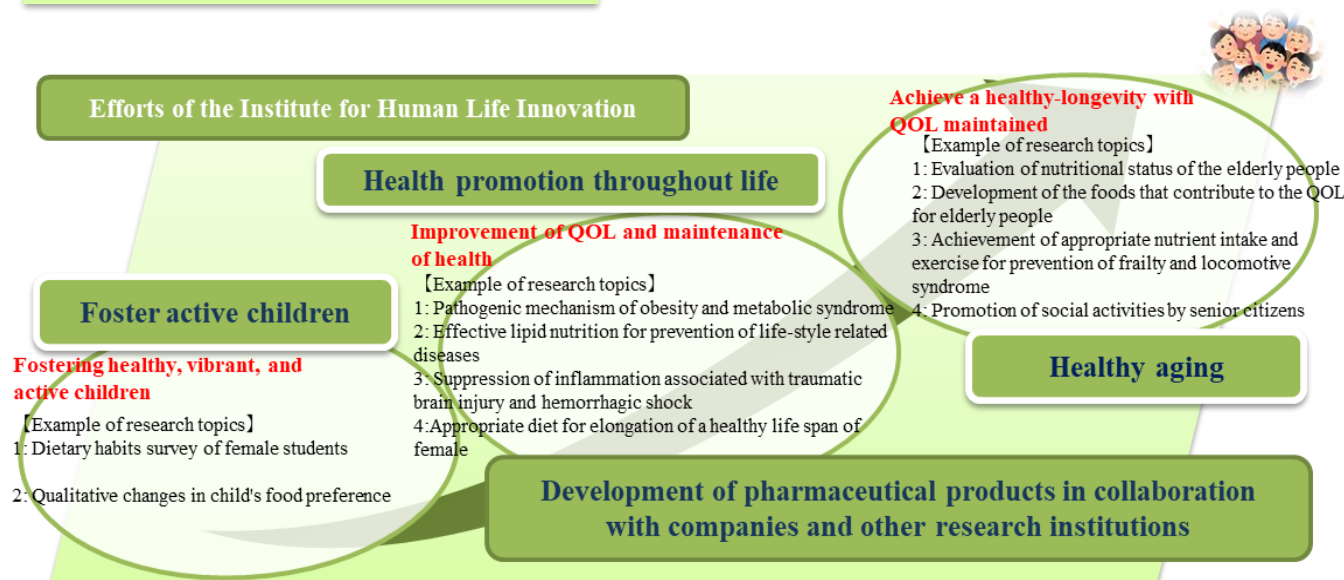 Efforts of the Institute for Human Life Innovation
Foster active children
Fostering healthy, vibrant, and
active children
【Example of research topics】
1: Dietary habits survey of female students
2: Qualitative changes in child's food preference
Health promotion throughout life
Improvement of QOL and maintenance
of health
【Example of research topics】
1: Pathogenic mechanism of obesity and metabolic syndrome
2: Effective lipid nutrition for prevention of life-style related
diseases
3: Suppression of inflammation associated with traumatic
brain injury and hemorrhagic shock
4:Appropriate diet for elongation of a healthy life span of
female
Achieve a healthy-longevity with
QOL maintained
【Example of research topics】
1: Evaluation of nutritional status of the elderly people
2: Development of the foods that contribute to the QOL
for elderly people
3: Achievement of appropriate nutrient intake and
exercise for prevention of frailty and locomotive
syndrome
4: Promotion of social activities by senior citizens
Healthy aging
Development of pharmaceutical products in collaboration
with companies and other research institutions